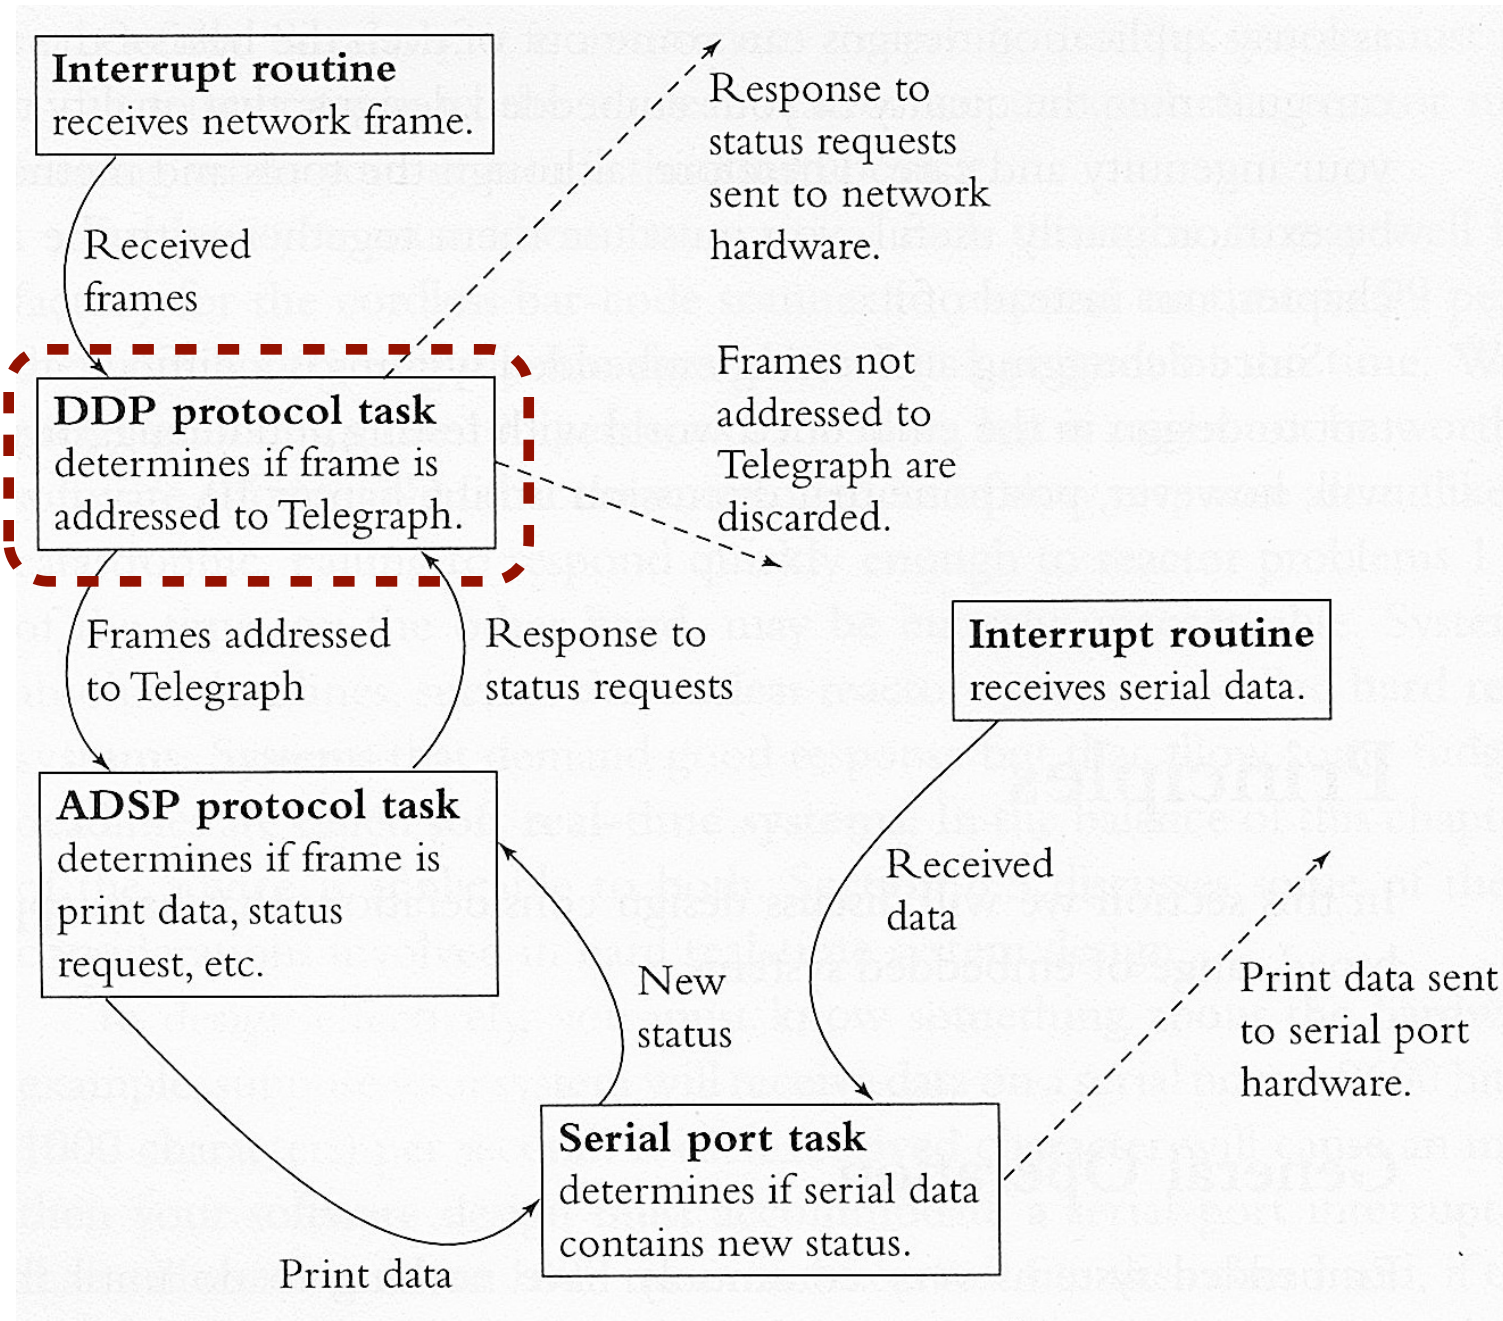 Interrupt routine
receives network frame.
Response to
status requests
sent to network
hardware.
Received
frames
DDP protocol task
determines if frame is
addressed to Telegraph.
Frames not
addressed to
Telegraph are
discarded.
Frames addressed
to Telegraph
Response to
status requests
Interrupt routine
receives serial data.
ADSP protocol task
determines if frame is
print data, status
request, etc.
Received
data
New
status
Print data sent
to serial port
hardware.
Serial port task
determines if serial data
contains new status.
Print data